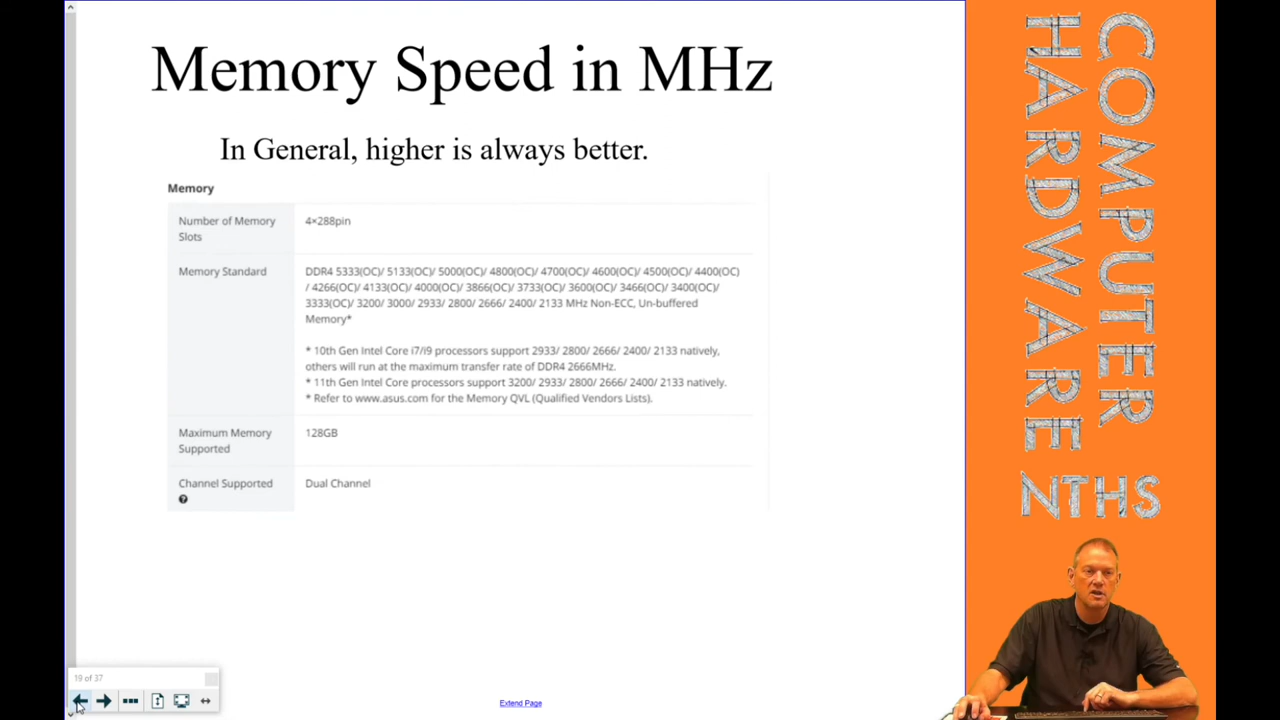 Memory Speed in MHz
In General, higher is always better.
Memory
Number of Memory
Slots
4×288pin
Memory Standard
DDR4 5333(OC)/ 5133(OC)/ 5000(OC)/ 4800(OC)/ 4700(OC)/ 4600(OC)/ 4500(OC)/ 4400(OC)
/ 4266(OC)/ 4133(OC)/ 4000(OC)/ 3866(OC)/ 3733(OC)/ 3600(OC)/ 3466(OC)/ 3400(OC)/
3333(OC)/ 3200/ 3000/ 2933/ 2800/ 2666/ 2400/ 2133 MHz Non-ECC, Un-buffered
Memory*
* 10th Gen Intel Core i7/i9 processors support 2933/ 2800/ 2666/ 2400/ 2133 natively,
others will run at the maximum transfer rate of DDR4 2666MHz.
* 11th Gen Intel Core processors support 3200/ 2933/ 2800/ 2666/ 2400/ 2133 natively.
* Refer to www.asus.com for the Memory QVL (Qualified Vendors Lists).
Maximum Memory
Supported
128GB
Channel Supported
Dual Channel
19 of 37
Extend Page
COMPUTER
HARDWARE
NTHS